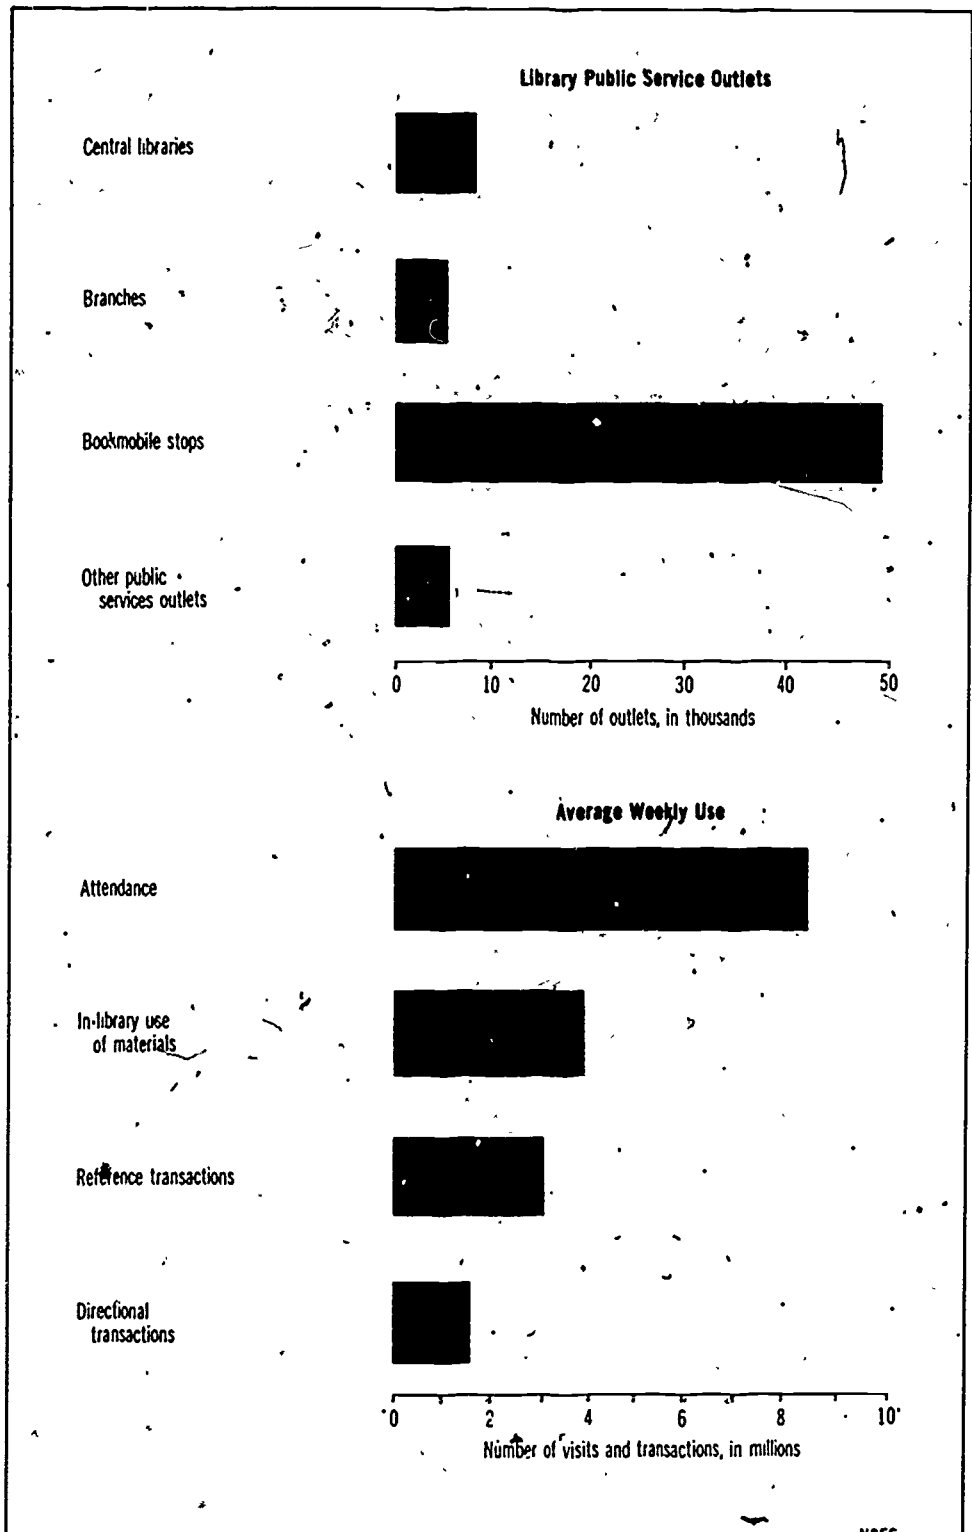 Library Public Service Outlets
Central libraries
Branches
Bookmobile stops
Other public
services outlets
0 10 20 30 40 50
Number of outlets, in thousands
Average Weekly Use
Attendance
In-library use
of materials
Reference transactions
Directional
transactions
0 2 4 6 8 10
Number of visits and transactions, in millions